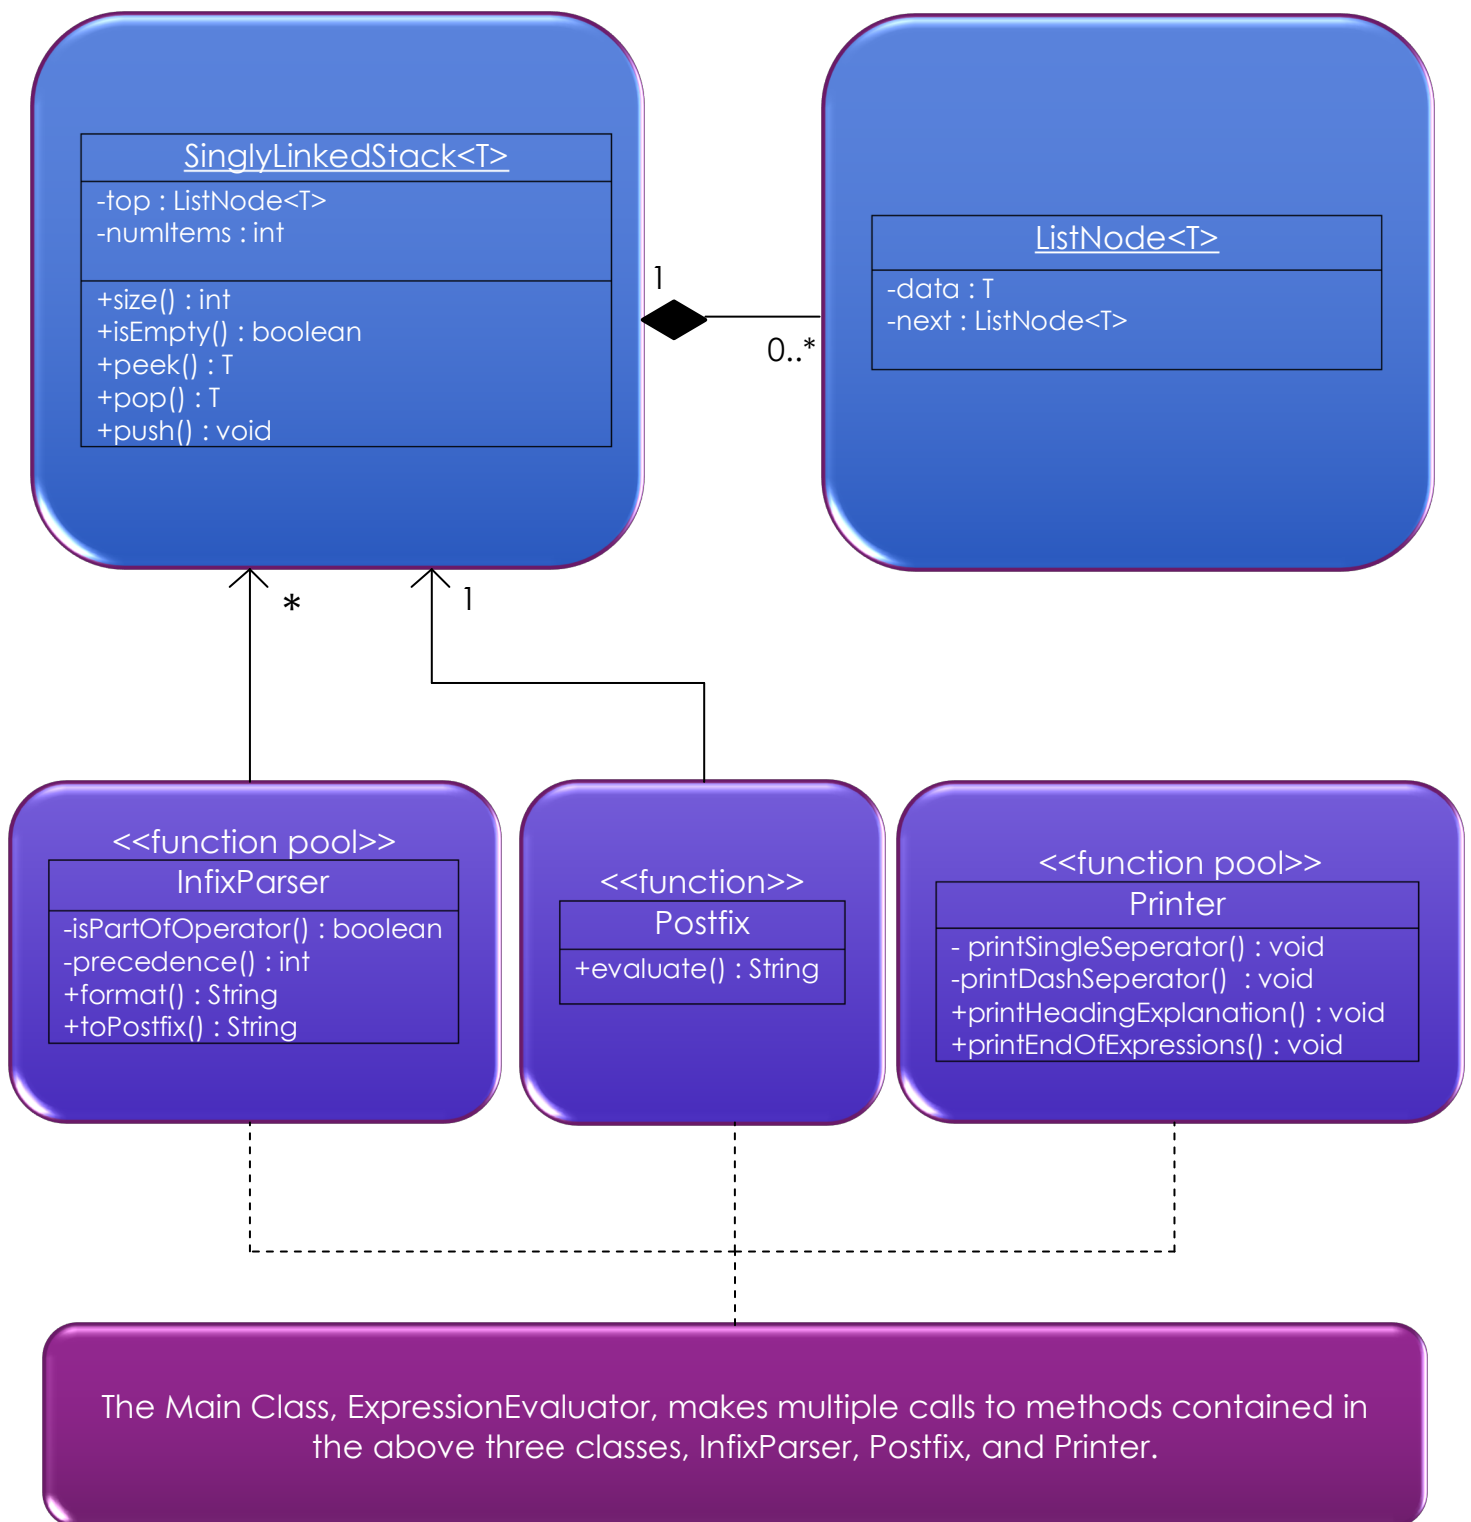 SinglyLinkedStack<T>
-top : ListNode<T>
-numItems : int
+size() : int
+isEmpty() : boolean
+peek() : T
+pop() : T
+push() : void
1
0..*
ListNode<T>
-data : T
-next : ListNode<T>
*
1
<<function pool>>
InfixParser
-isPartOfOperator() : boolean
-precedence() : int
+format() : String
+toPostfix() : String
<<function>>
Postfix
+evaluate() : String
<<function pool>>
Printer
- printSingleSeperator() : void
-printDashSeperator()  : void
+printHeadingExplanation() : void
+printEndOfExpressions() : void
The Main Class, ExpressionEvaluator, makes multiple calls to methods contained in
the above three classes, InfixParser, Postfix, and Printer.